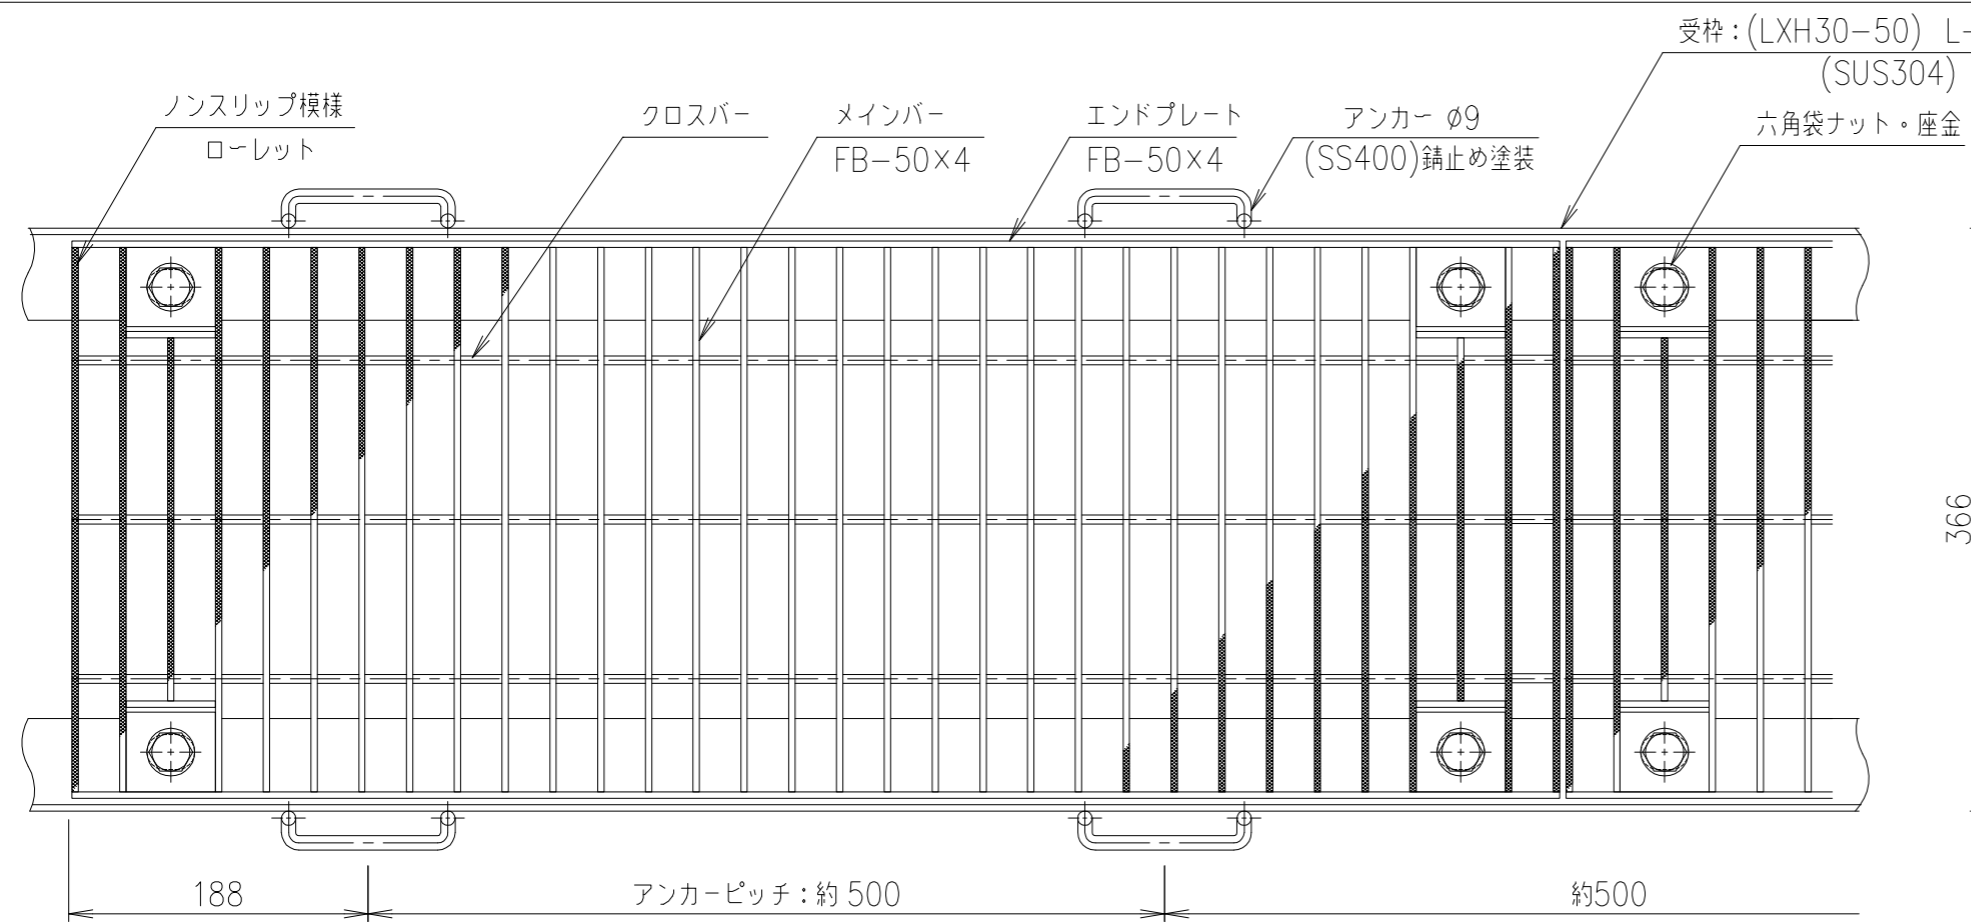 受枠：(LXH30-50) L-
(SUS304)
ノンスリップ模様
ローレット
クロスバー
メインバー
FB-50×4
エンドプレート
FB-50×4
アンカー Ø9
(SS400)錆止め塗装
六角袋ナット・座金
366
188
アンカーピッチ：約 500
約500